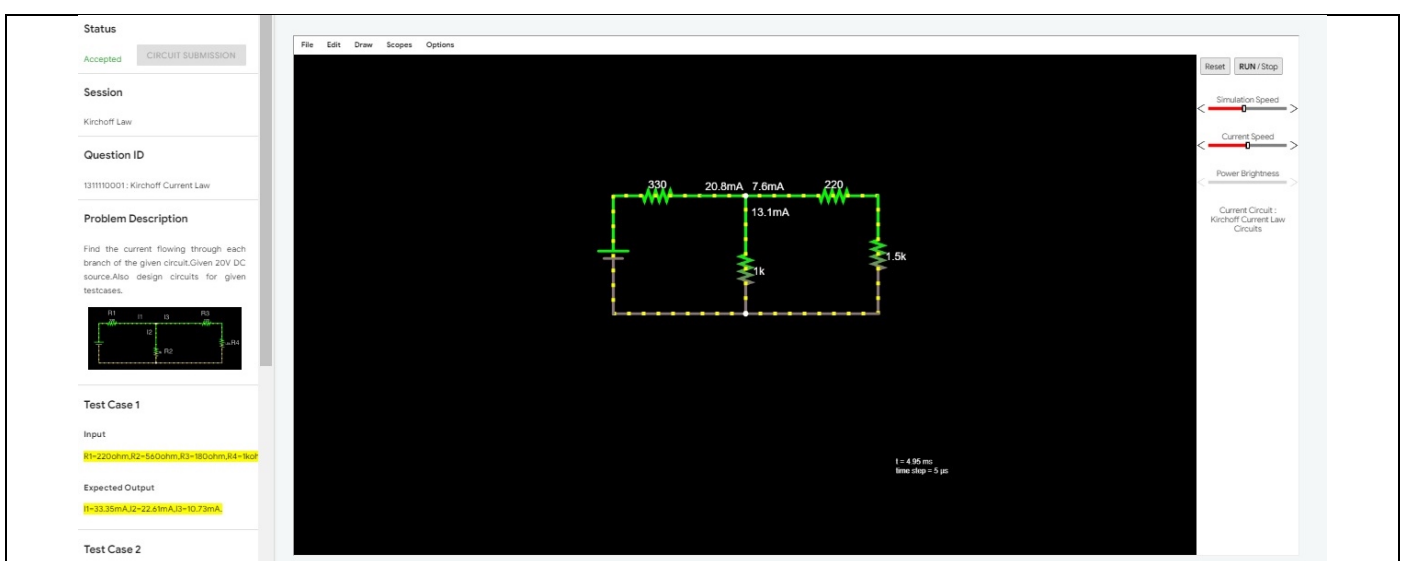 Status
Accepted
CIRCUIT SUBMISSION
Session
Kirchoff Law
Question ID
1311110001 : Kirchoff Current Law
Problem Description
Find the current flowing through each
branch of the given circuit.Given 20V DC
source.Also design circuits for given
testcases.
R1 I1 I3 R3
I2
R2
R4
Test Case 1
Input
R1=220ohm,R2=560ohm,R3=180ohm,R4=1koh
Expected Output
I1=33.35mA,I2=22.61mA,I3=10.73mA.
Test Case 2
File Edit Draw Scopes Options
330 20.8mA 7.6mA 220
13.1mA
1k
1.5k
t = 4.95 ms
time step = 5 µs
Reset RUN / Stop
Simulation Speed
Current Speed
Power Brightness
Current Circuit :
Kirchoff Current Law
Circuits